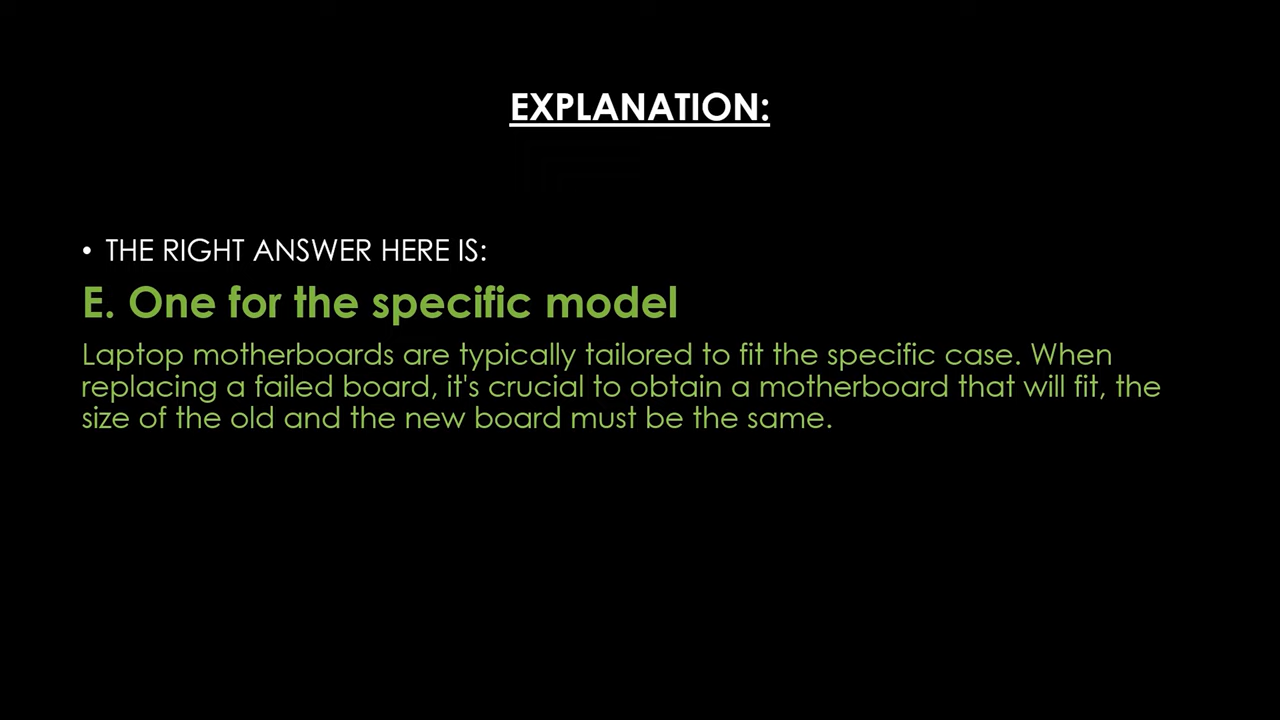 EXPLANATION:
• THE RIGHT ANSWER HERE IS:
E. One for the specific model
Laptop motherboards are typically tailored to fit the specific case. When
replacing a failed board, it's crucial to obtain a motherboard that will fit, the
size of the old and the new board must be the same.